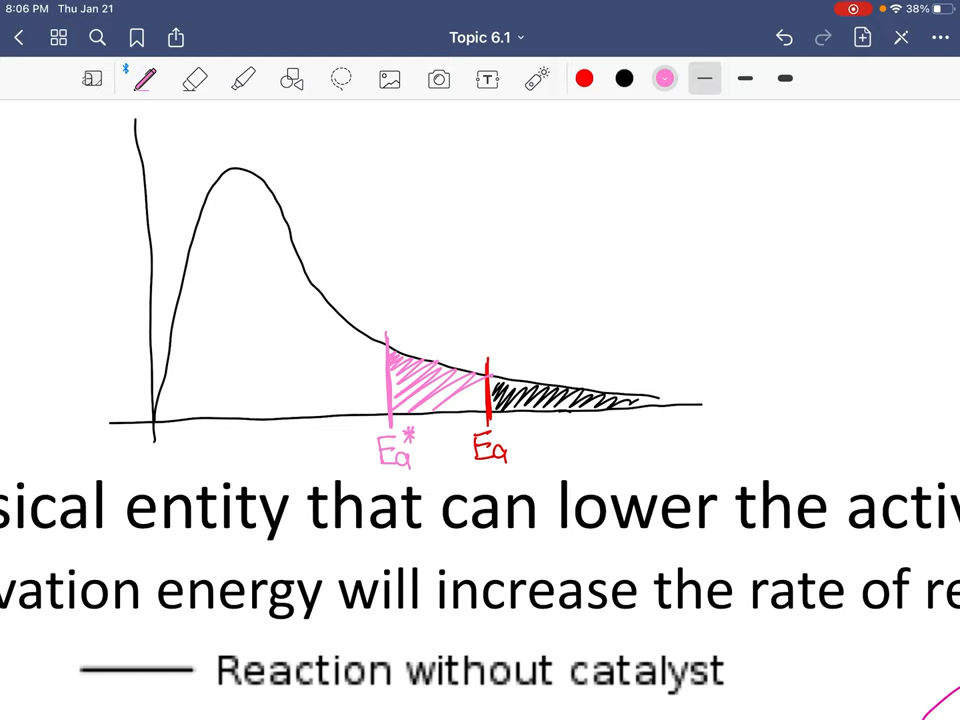 8:06 PM Thu Jan 21
38%
Topic 6.1
Ea* Ea
sical entity that can lower the activ
vation energy will increase the rate of re
Reaction without catalyst